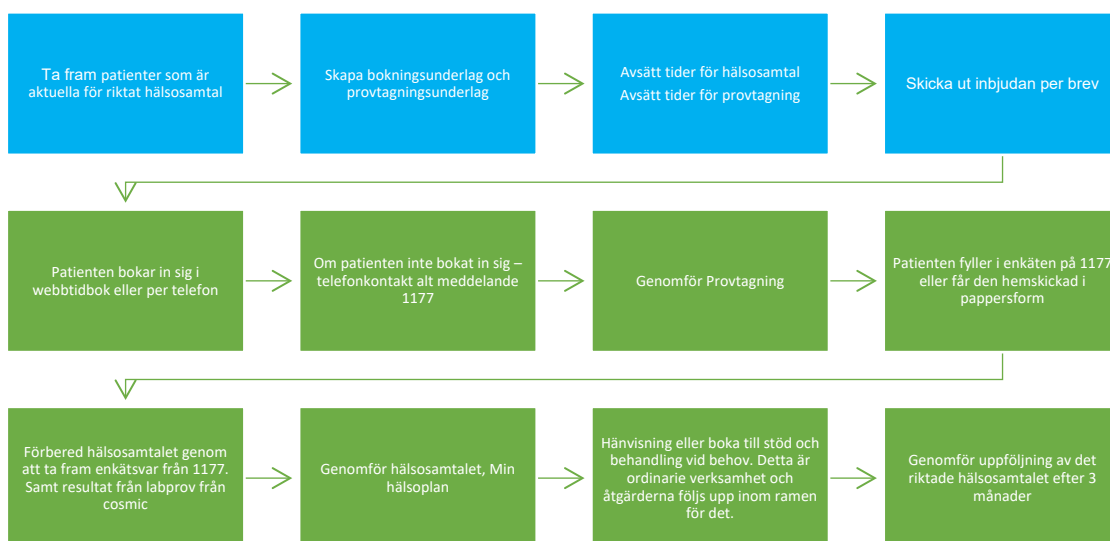 Ta fram patienter som är
aktuella för riktat hälsosamtal
Skapa bokningsunderlag och
provtagningsunderlag
Avsätt tider för hälsosamtal
Avsätt tider för provtagning
Skicka ut inbjudan per brev
Patienten bokar in sig i
webbtidbok eller per telefon
Om patienten inte bokat in sig –
telefonkontakt alt meddelande
1177
Genomför Provtagning
Patienten fyller i enkäten på 1177
eller får den hemskickad i
pappersform
Förbered hälsosamtalet genom
att ta fram enkätsvar från 1177.
Samt resultat från labprov från
cosmic
Genomför hälsosamtalet, Min
hälsoplan
Hänvisning eller boka till stöd och
behandling vid behov. Detta är
ordinarie verksamhet och
åtgärderna följs upp inom ramen
för det.
Genomför uppföljning av det
riktade hälsosamtalet efter 3
månader